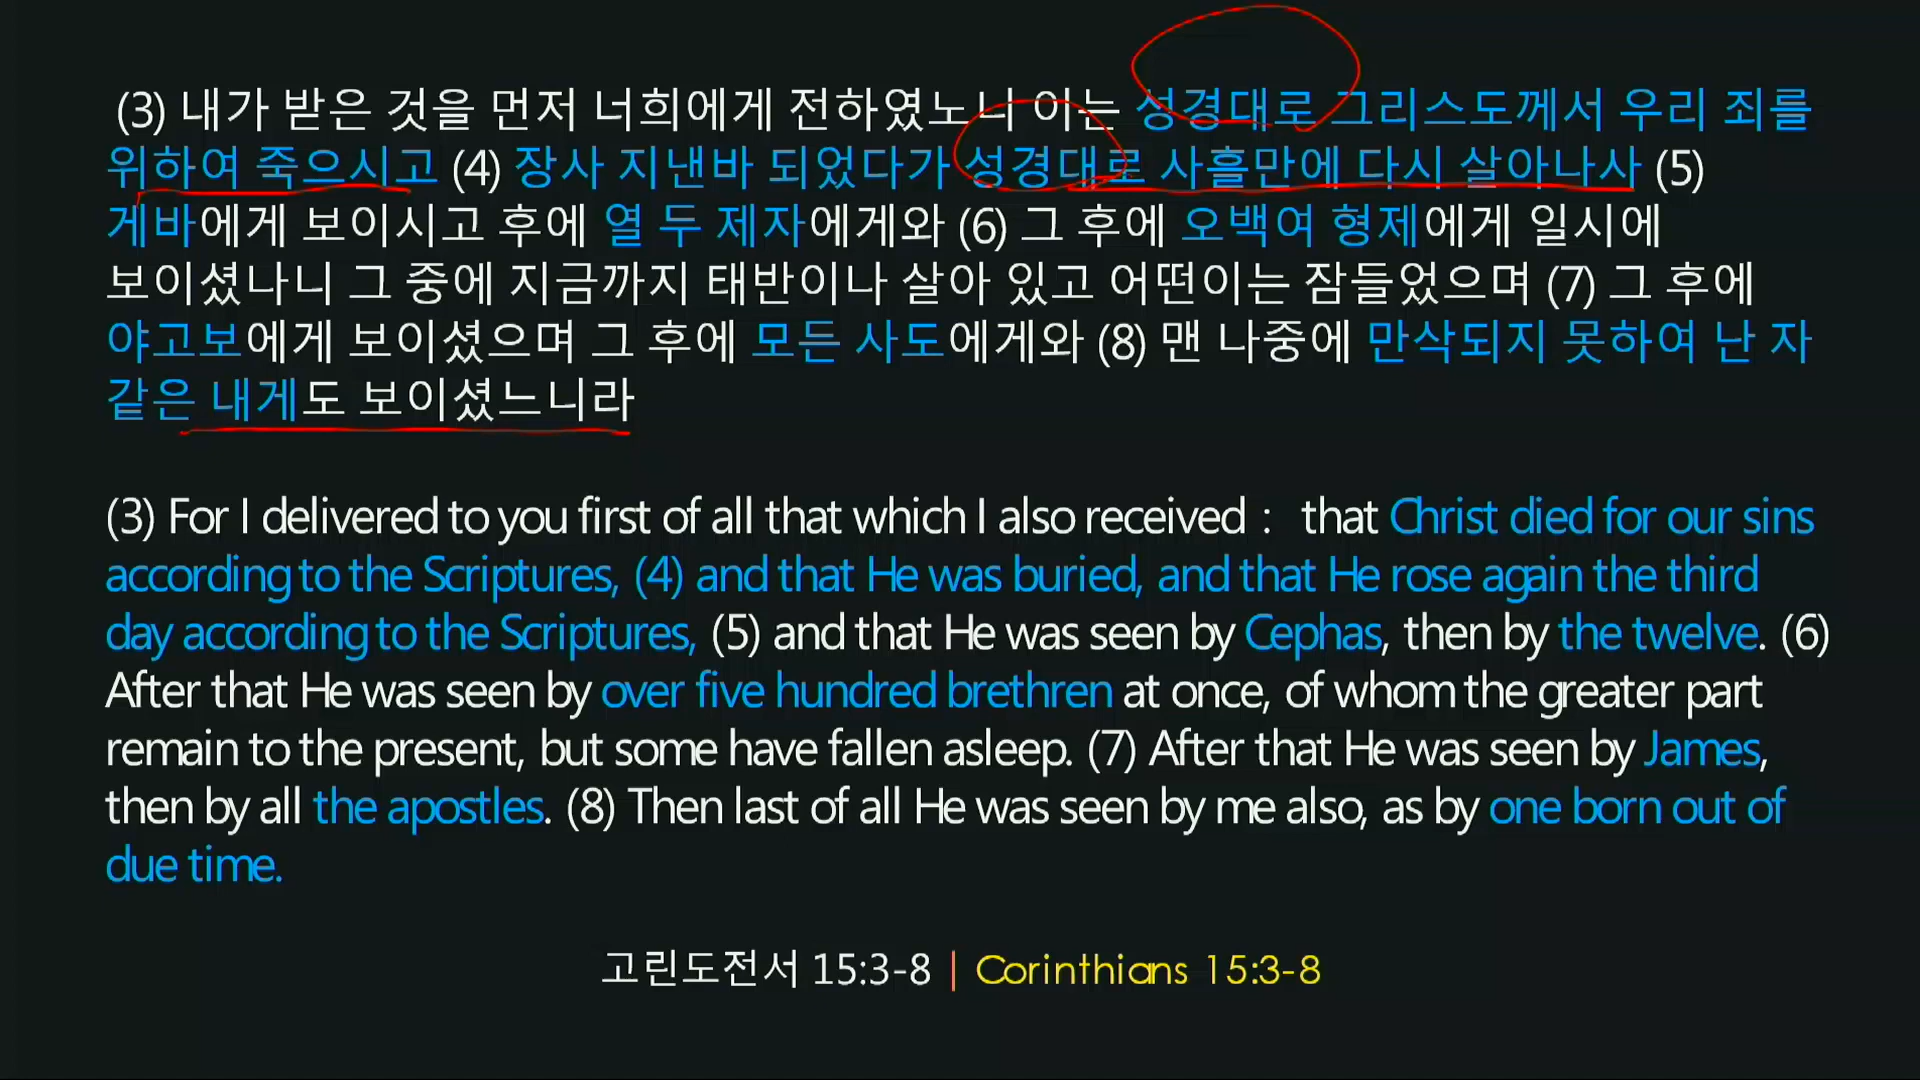 (3) 내가 받은 것을 먼저 너희에게 전하였노니 이는 성경대로 그리스도께서 우리 죄를
위하여 죽으시고 (4) 장사 지낸바 되었다가 성경대로 사흘만에 다시 살아나사 (5)
게바에게 보이시고 후에 열 두 제자에게와 (6) 그 후에 오백여 형제에게 일시에
보이셨나니 그 중에 지금까지 태반이나 살아 있고 어떤이는 잠들었으며 (7) 그 후에
야고보에게 보이셨으며 그 후에 모든 사도에게와 (8) 맨 나중에 만삭되지 못하여 난 자
같은 내게도 보이셨느니라
(3) For I delivered to you first of all that which I also received : that Christ died for our sins
according to the Scriptures, (4) and that He was buried, and that He rose again the third
day according to the Scriptures, (5) and that He was seen by Cephas, then by the twelve. (6)
After that He was seen by over five hundred brethren at once, of whom the greater part
remain to the present, but some have fallen asleep. (7) After that He was seen by James,
then by all the apostles. (8) Then last of all He was seen by me also, as by one born out of
due time.
고린도전서 15:3-8 | Corinthians 15:3-8